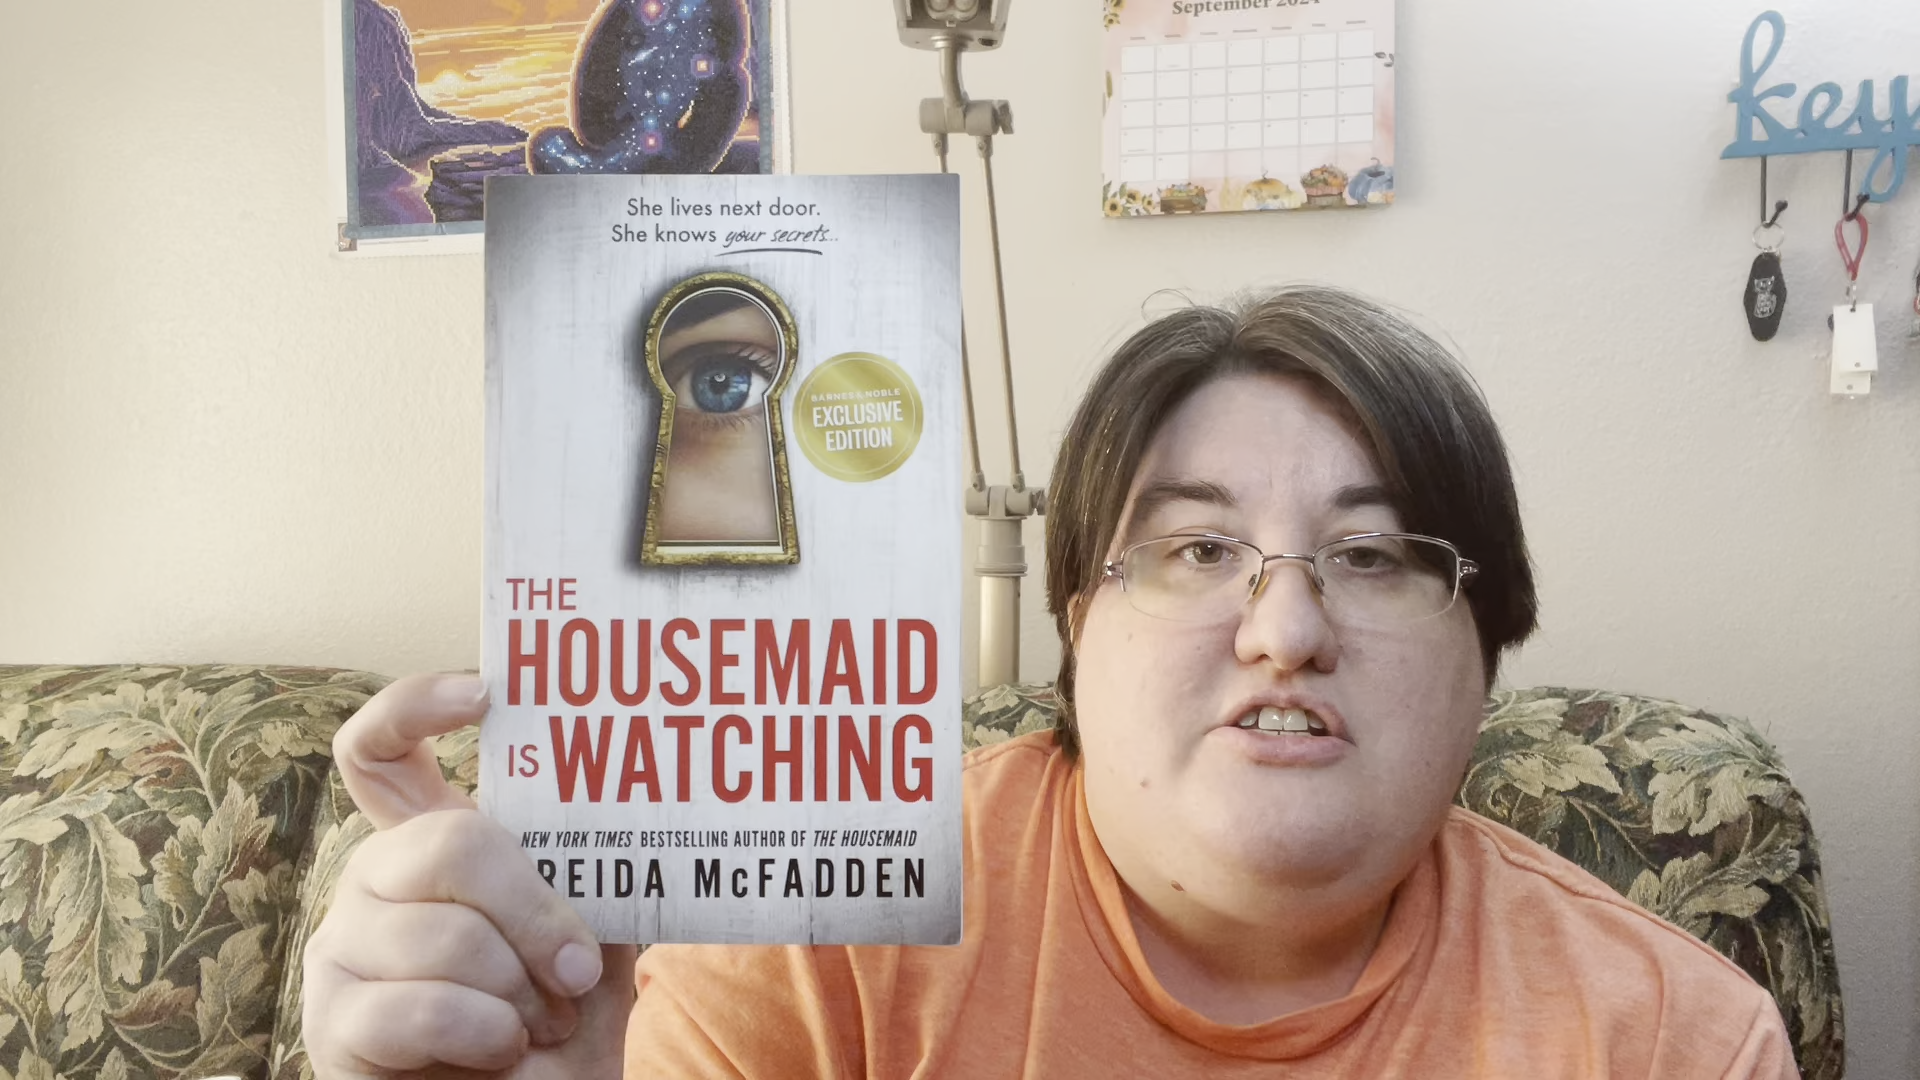 September 2024
key
She lives next door.
She knows your secrets...
BARNES & NOBLE
EXCLUSIVE
EDITION
THE
HOUSEMAID
IS WATCHING
NEW YORK TIMES BESTSELLING AUTHOR OF THE HOUSEMAID
REIDA McFADDEN